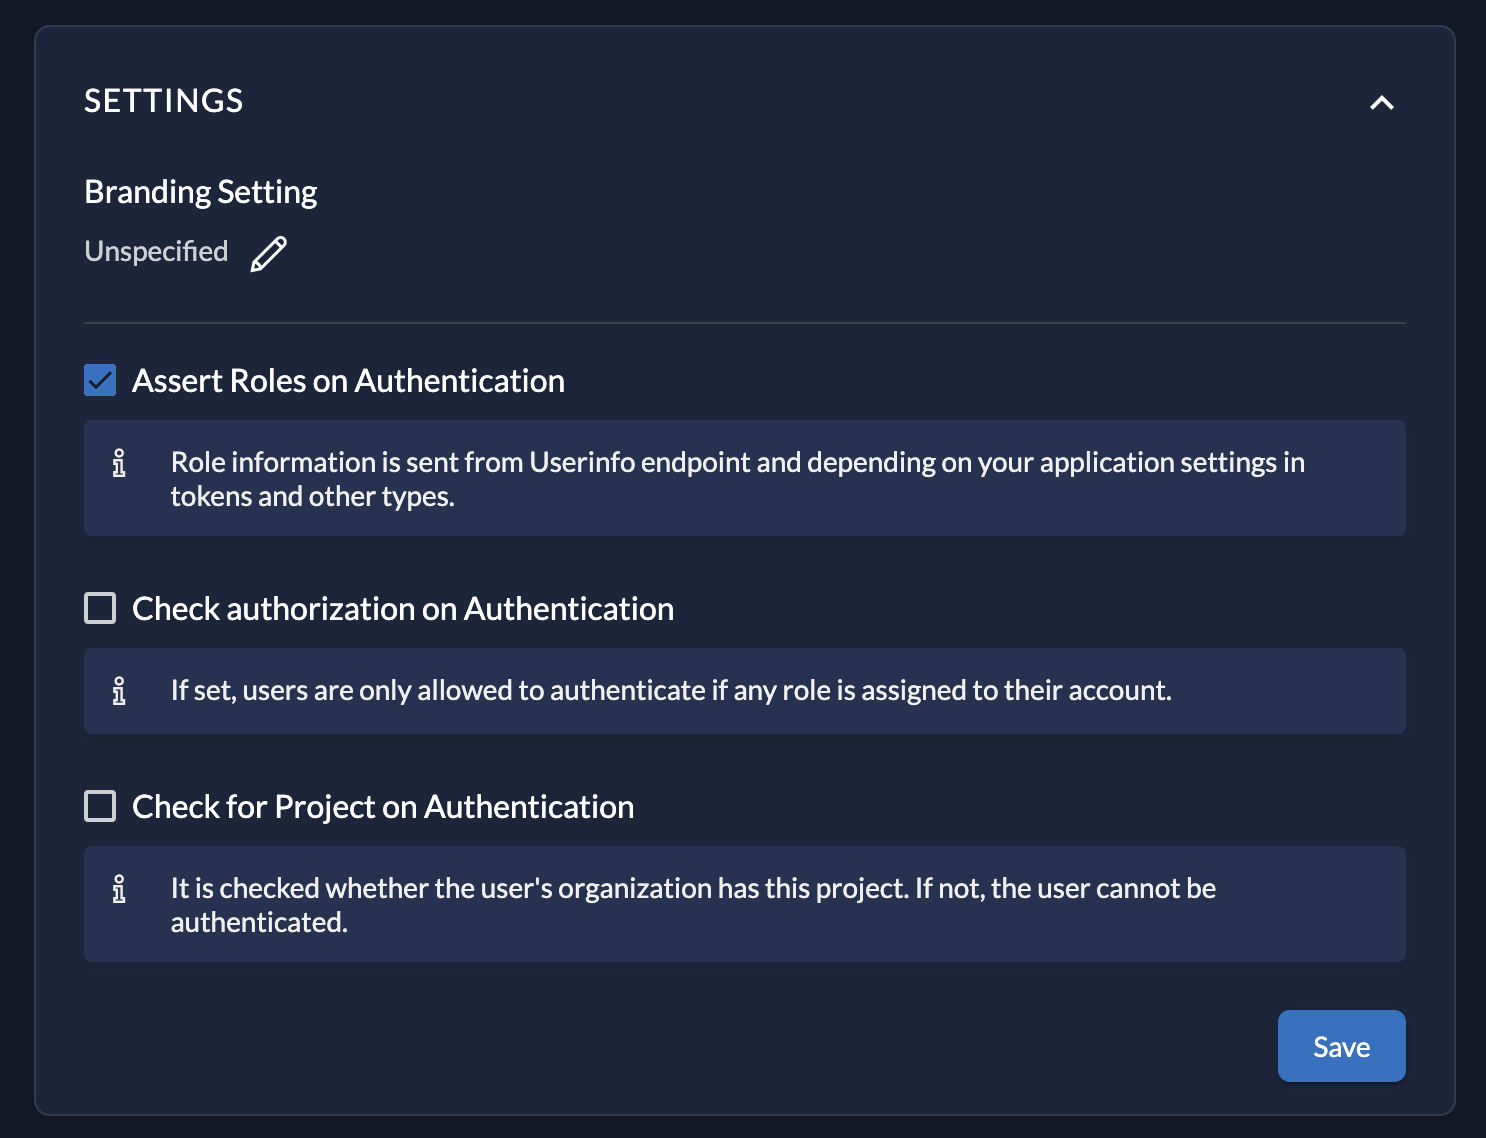 SETTINGS
Branding Setting
Unspecified
Assert Roles on Authentication
Role information is sent from Userinfo endpoint and depending on your application settings in
tokens and other types.
Check authorization on Authentication
If set, users are only allowed to authenticate if any role is assigned to their account.
Check for Project on Authentication
It is checked whether the user's organization has this project. If not, the user cannot be
authenticated.
Save